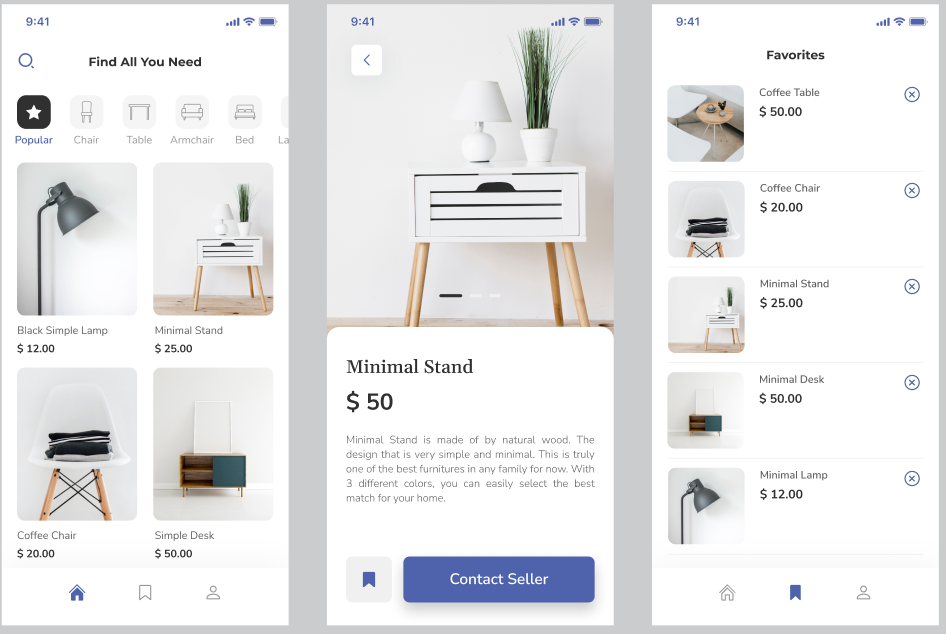 9:41
Find All You Need
Popular
Chair
Table
Armchair
Bed
La
Black Simple Lamp
$ 12.00
Minimal Stand
$ 25.00
Coffee Chair
$ 20.00
Simple Desk
$ 50.00
9:41
Minimal Stand
$ 50
Minimal Stand is made of by natural wood. The
design that is very simple and minimal. This is truly
one of the best furnitures in any family for now. With
3 different colors, you can easily select the best
match for your home.
Contact Seller
9:41
Favorites
Coffee Table
$ 50.00
Coffee Chair
$ 20.00
Minimal Stand
$ 25.00
Minimal Desk
$ 50.00
Minimal Lamp
$ 12.00